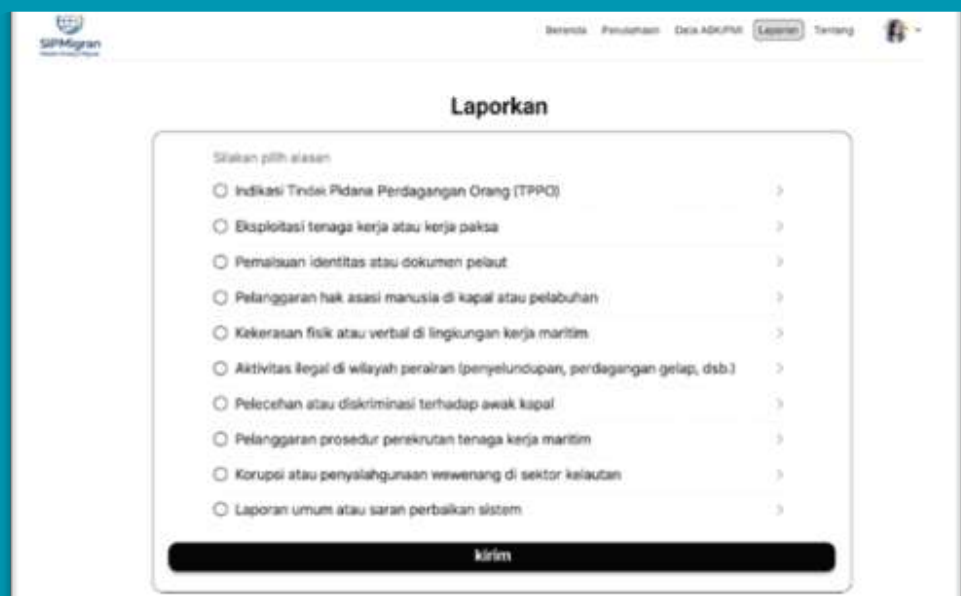 SIPMigran
Beranda Perusahaan Data ABK/PMI Laporan Tentang
Laporkan
Silakan pilih alasan
Indikasi Tindak Pidana Perdagangan Orang (TPPO)
Eksploitasi tenaga kerja atau kerja paksa
Pemalsuan identitas atau dokumen pelaut
Pelanggaran hak asasi manusia di kapal atau pelabuhan
Kekerasan fisik atau verbal di lingkungan kerja maritim
Aktivitas ilegal di wilayah perairan (penyelundupan, perdagangan gelap, dsb.)
Pelecehan atau diskriminasi terhadap awak kapal
Pelanggaran prosedur perekrutan tenaga kerja maritim
Korupsi atau penyalahgunaan wewenang di sektor kelautan
Laporan umum atau saran perbaikan sistem
kirim